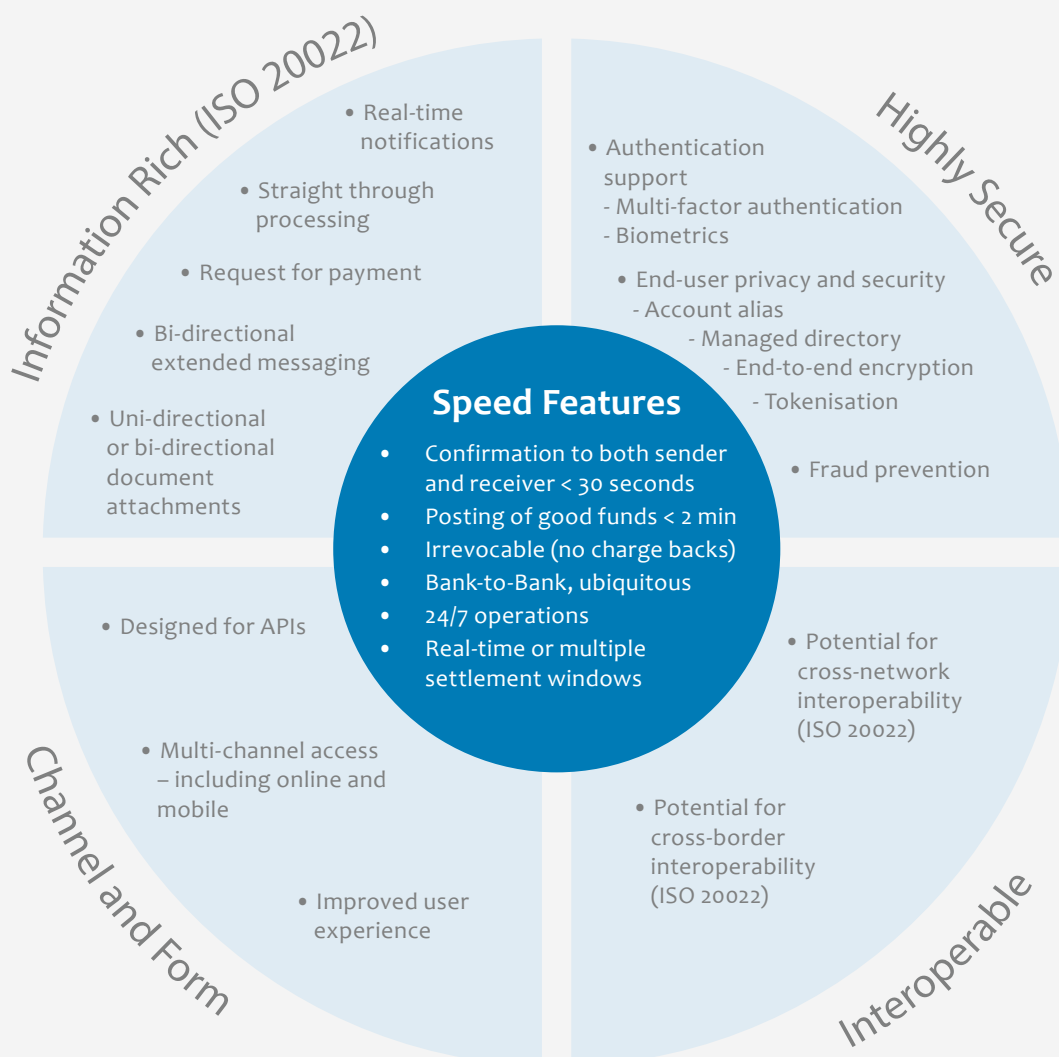 Information Rich (ISO 20022)
• Real-time
notifications
• Straight through
processing
• Request for payment
• Bi-directional
extended messaging
• Uni-directional
or bi-directional
document
attachments
Highly Secure
• Authentication
support
- Multi-factor authentication
- Biometrics
• End-user privacy and security
- Account alias
- Managed directory
- End-to-end encryption
- Tokenisation
• Fraud prevention
Speed Features
• Confirmation to both sender
and receiver < 30 seconds
• Posting of good funds < 2 min
• Irrevocable (no charge backs)
• Bank-to-Bank, ubiquitous
• 24/7 operations
• Real-time or multiple
settlement windows
Channel and Form
• Designed for APIs
• Multi-channel access
– including online and
mobile
• Improved user
experience
Interoperable
• Potential for
cross-network
interoperability
(ISO 20022)
• Potential for
cross-border
interoperability
(ISO 20022)